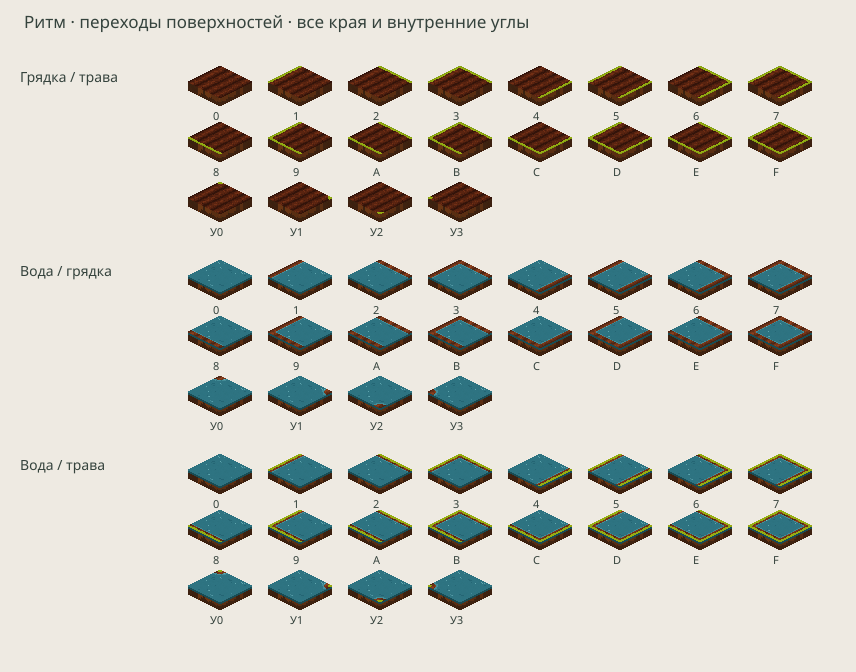 Ритм · переходы поверхностей · все края и внутренние углы
Грядка / трава
0 1 2 3 4 5 6 7
8 9 A B C D E F
У0 У1 У2 У3
Вода / грядка
0 1 2 3 4 5 6 7
8 9 A B C D E F
У0 У1 У2 У3
Вода / трава
0 1 2 3 4 5 6 7
8 9 A B C D E F
У0 У1 У2 У3